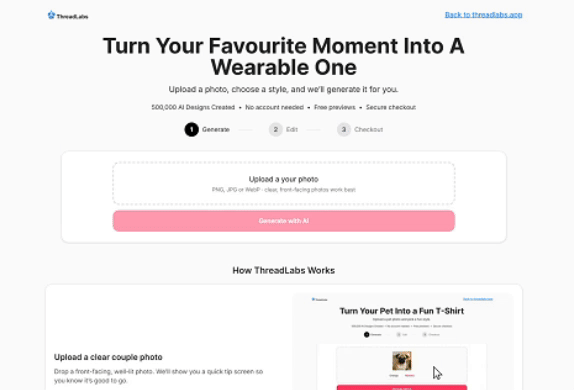 ThreadLabs
Back to threadlabs.app
Turn Your Favourite Moment Into A
Wearable One
Upload a photo, choose a style, and we'll generate it for you.
500,000 AI Designs Created • No account needed • Free previews • Secure checkout
1 Generate 2 Edit 3 Checkout
Upload a your photo
PNG, JPG or WebP · clear, front-facing photos work best
Generate with AI
How ThreadLabs Works
Turn Your Pet Into a Fun T-Shirt
Upload a clear couple photo
Drop a front-facing, well-lit photo. We'll show you a quick tip screen so
you know it's good to go.